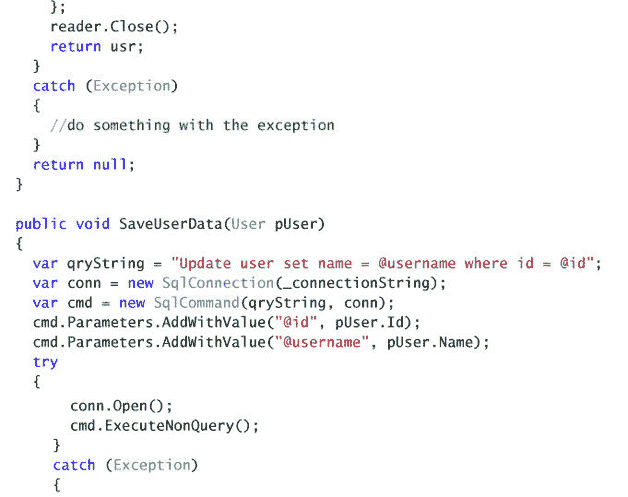 };
reader.Close();
return usr;
}
catch (Exception)
{
//do something with the exception
}
return null;
}
public void SaveUserData(User pUser)
{
var qryString = "Update user set name = @username where id = @id";
var conn = new SqlConnection(_connectionString);
var cmd = new SqlCommand(qryString, conn);
cmd.Parameters.AddWithValue("@id", pUser.Id);
cmd.Parameters.AddWithValue("@username", pUser.Name);
try
{
conn.Open();
cmd.ExecuteNonQuery();
}
catch (Exception)
{